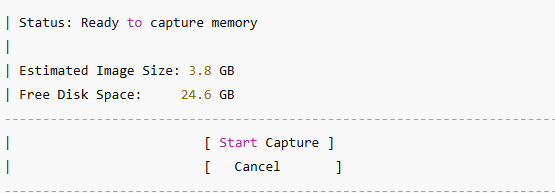 | Status: Ready to capture memory
|
| Estimated Image Size: 3.8 GB
| Free Disk Space:     24.6 GB
---------------------------------------------------------------------
|                        [ Start Capture ]
|                        [   Cancel       ]
---------------------------------------------------------------------